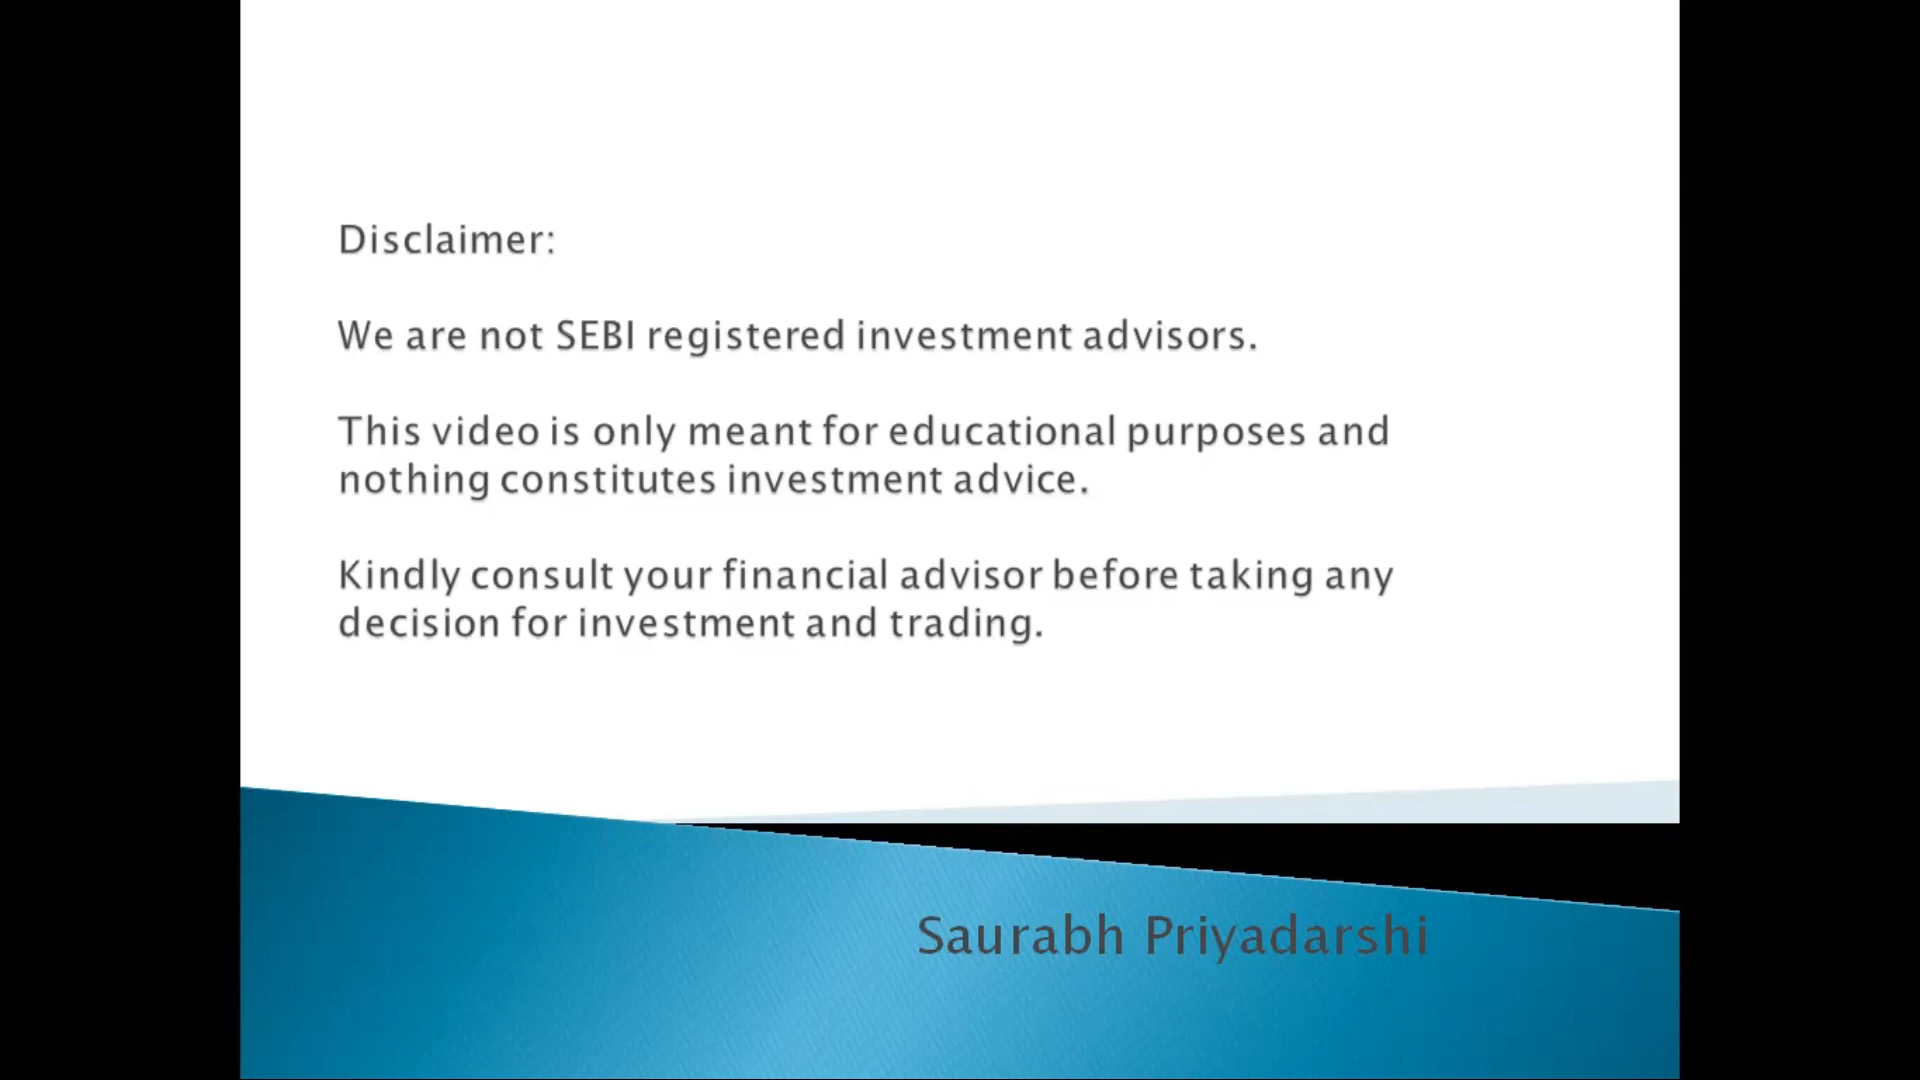 Disclaimer:
We are not SEBI registered investment advisors.
This video is only meant for educational purposes and
nothing constitutes investment advice.
Kindly consult your financial advisor before taking any
decision for investment and trading.
Saurabh Priyadarshi